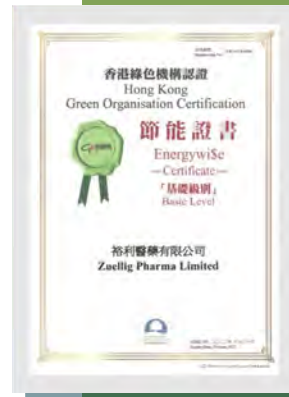 香港綠色機構認證
Hong Kong
Green Organisation Certification
節能證書
Energywi$e
Certificate
「基礎級別」
Basic Level
裕利醫藥有限公司
Zuellig Pharma Limited